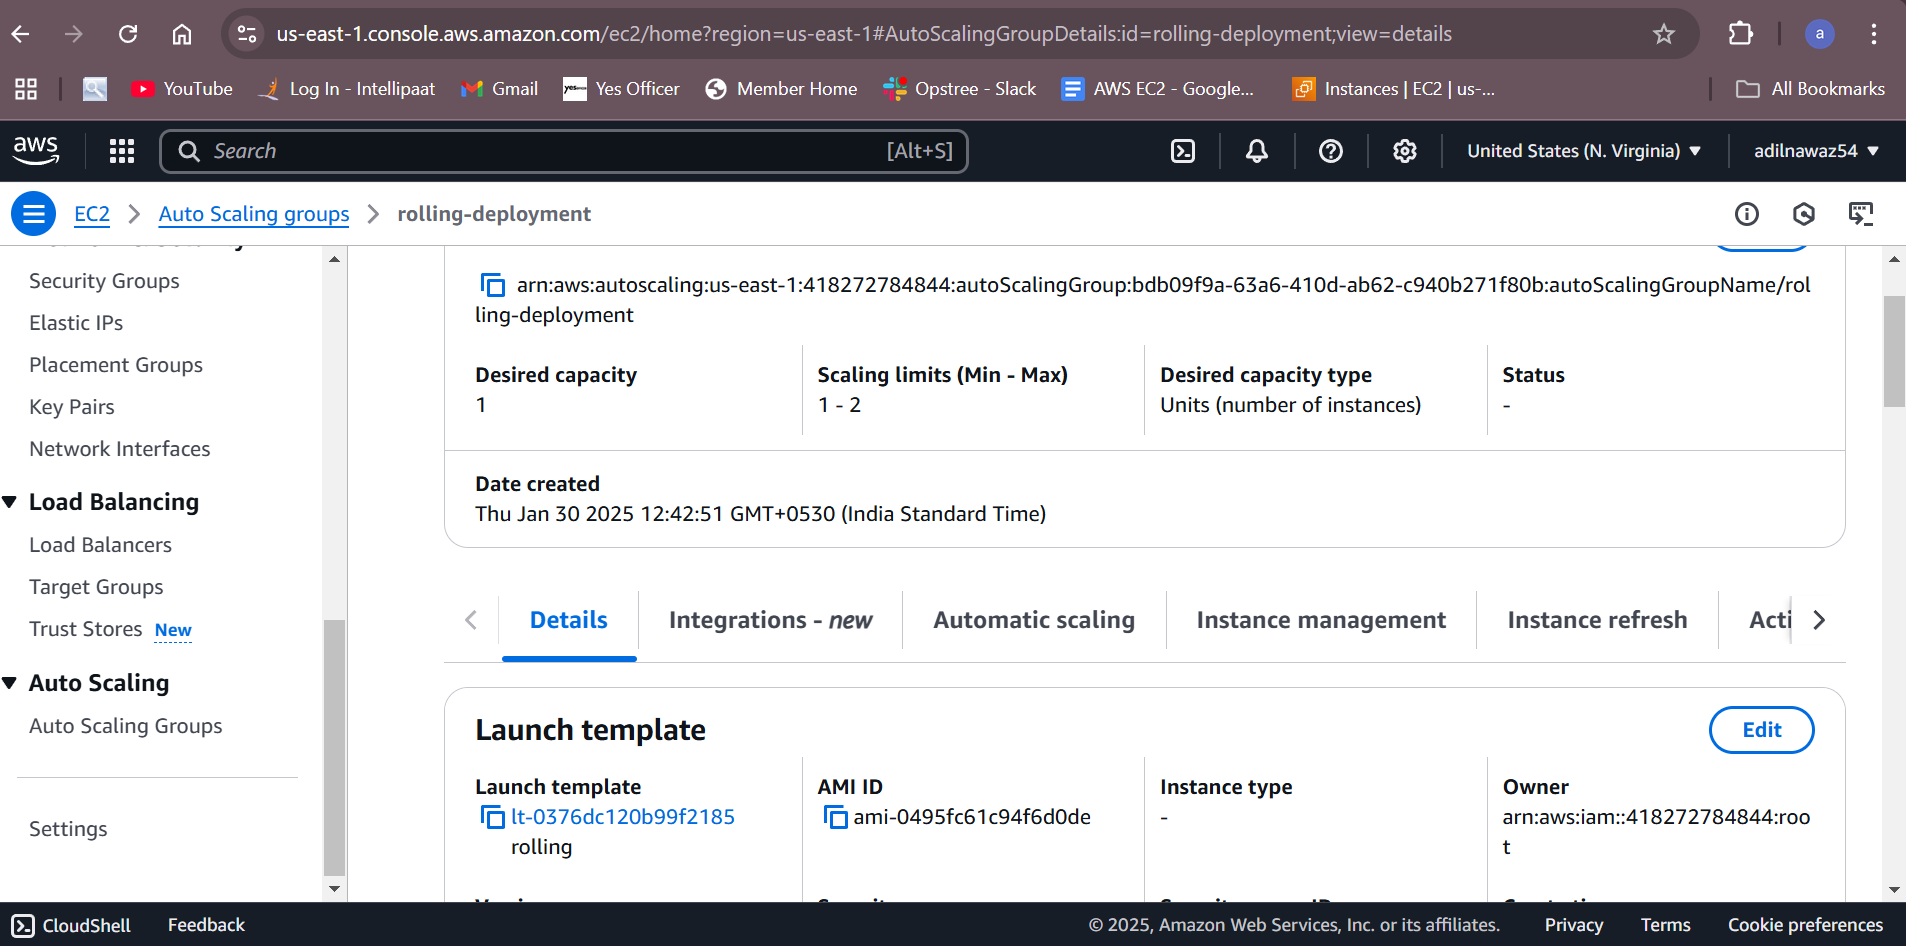 us-east-1.console.aws.amazon.com/ec2/home?region=us-east-1#AutoScalingGroupDetails:id=rolling-deployment;view=details
a
YouTube
Log In - Intellipaat
Gmail
Yes Officer
Member Home
Opstree - Slack
AWS EC2 - Google...
Instances | EC2 | us-...
All Bookmarks
aws
Search
[Alt+S]
United States (N. Virginia)
adilnawaz54
EC2
Auto Scaling groups
rolling-deployment
Security Groups
Elastic IPs
Placement Groups
Key Pairs
Network Interfaces
Load Balancing
Load Balancers
Target Groups
Trust Stores New
Auto Scaling
Auto Scaling Groups
Settings
arn:aws:autoscaling:us-east-1:418272784844:autoScalingGroup:bdb09f9a-63a6-410d-ab62-c940b271f80b:autoScalingGroupName/rol
ling-deployment
Desired capacity
1
Scaling limits (Min - Max)
1 - 2
Desired capacity type
Units (number of instances)
Status
-
Date created
Thu Jan 30 2025 12:42:51 GMT+0530 (India Standard Time)
Details
Integrations - new
Automatic scaling
Instance management
Instance refresh
Acti
Launch template
Edit
Launch template
lt-0376dc120b99f2185
rolling
AMI ID
ami-0495fc61c94f6d0de
Instance type
-
Owner
arn:aws:iam::418272784844:roo
t
CloudShell
Feedback
© 2025, Amazon Web Services, Inc. or its affiliates.
Privacy
Terms
Cookie preferences